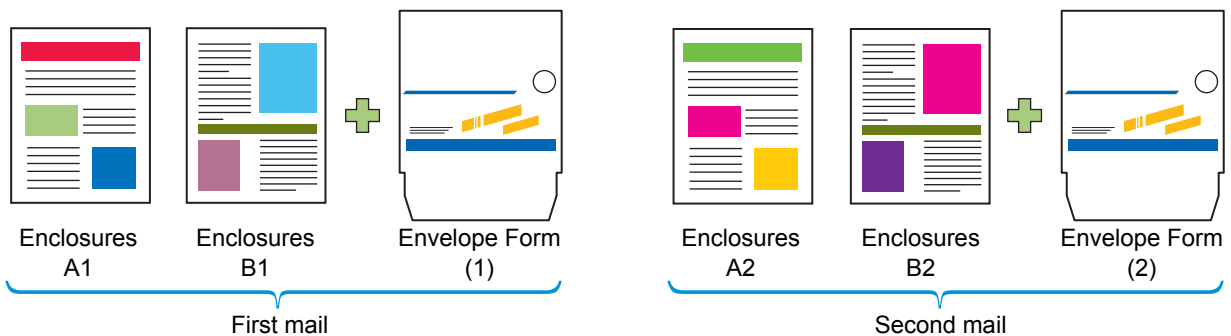 Enclosures
A1
Enclosures
B1
Envelope Form
(1)
First mail
Enclosures
A2
Enclosures
B2
Envelope Form
(2)
Second mail